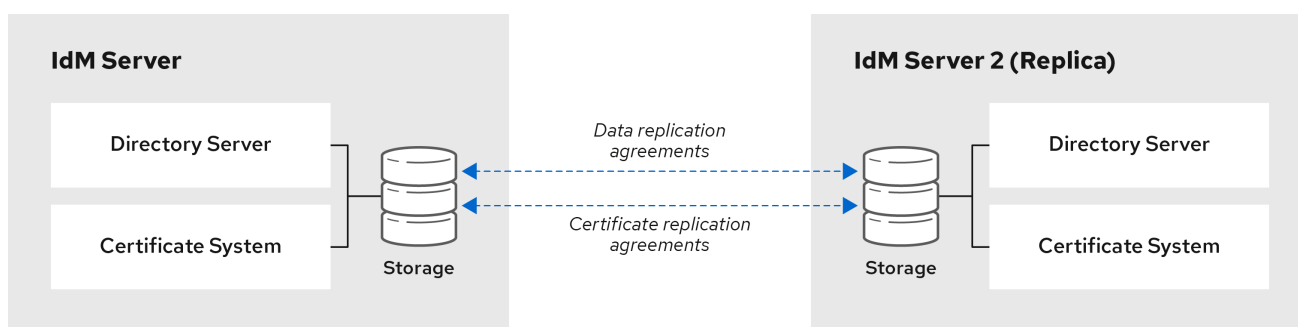 IdM Server
Directory Server
Certificate System
Storage
Data replication
agreements
Certificate replication
agreements
IdM Server 2 (Replica)
Storage
Directory Server
Certificate System